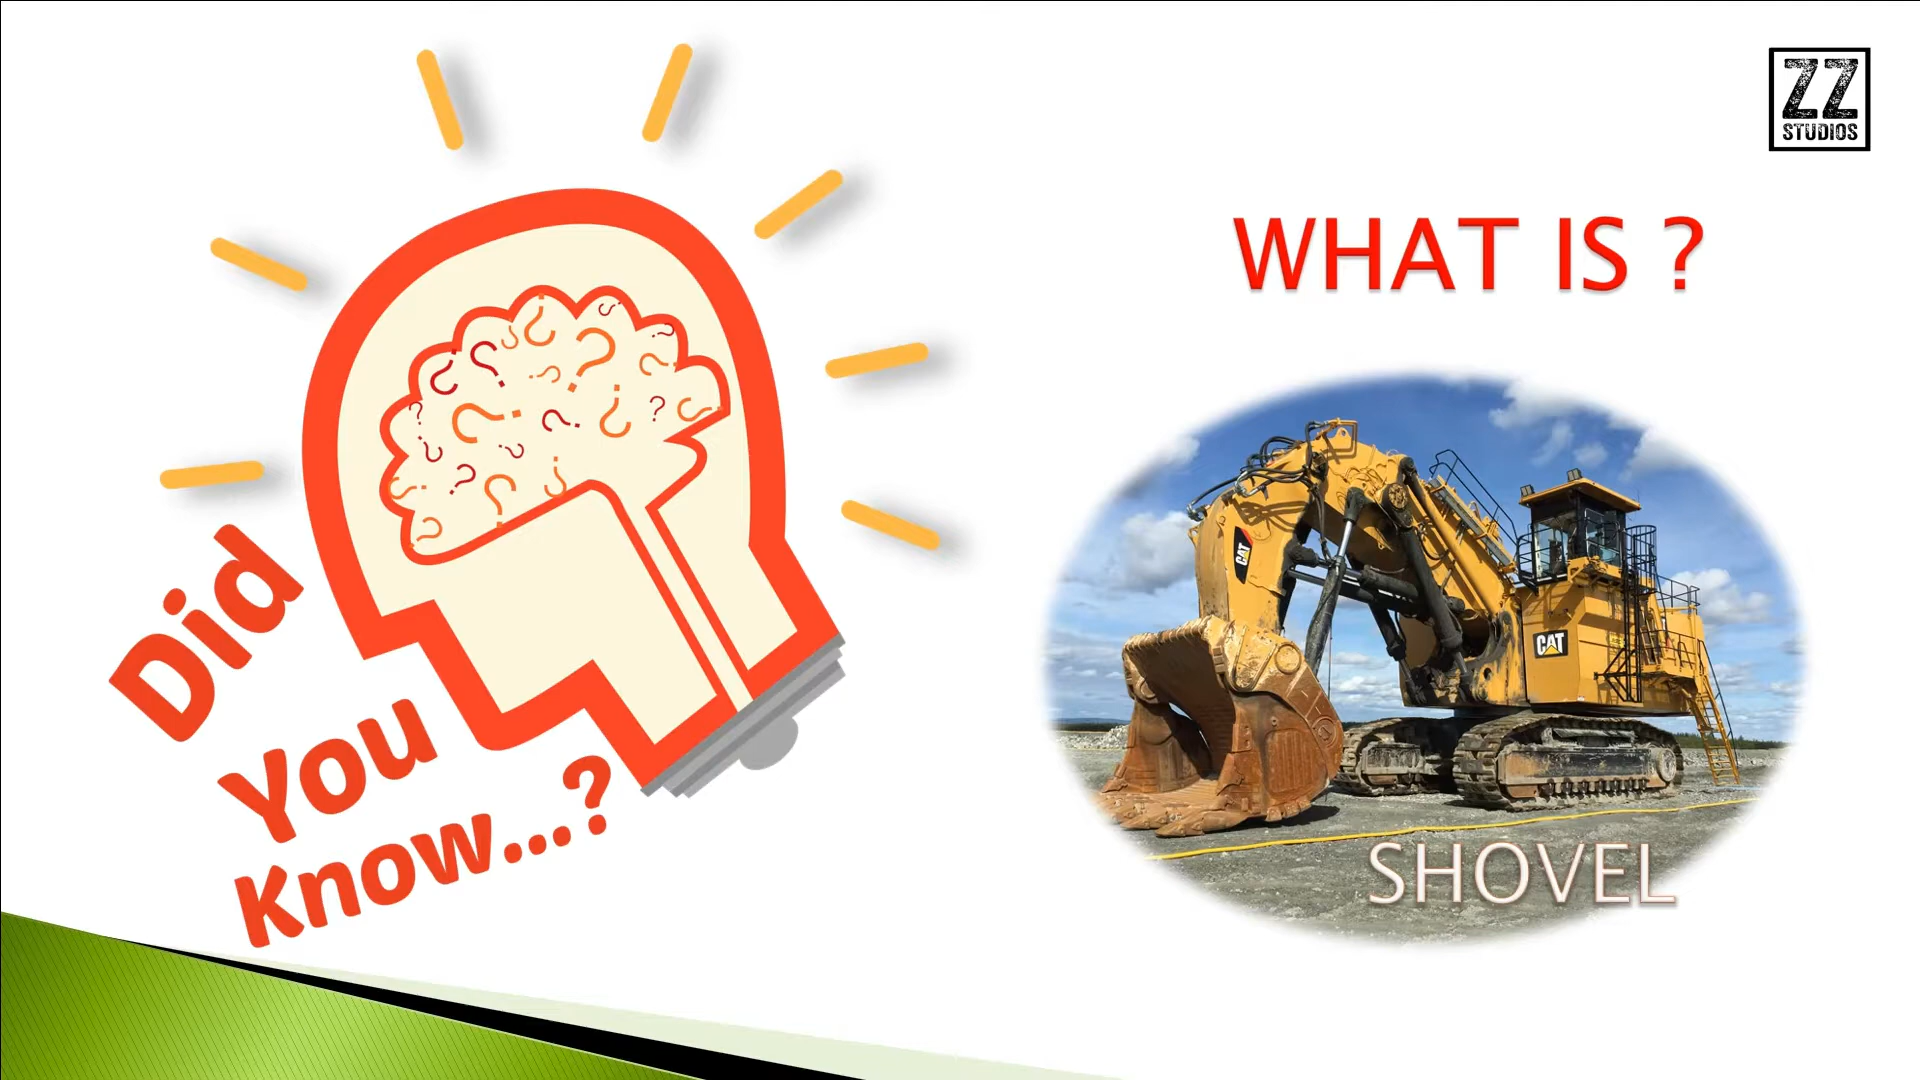 Did
You
Know...?
ZZ
STUDIOS
WHAT IS ?
CAT
CAT
SHOVEL